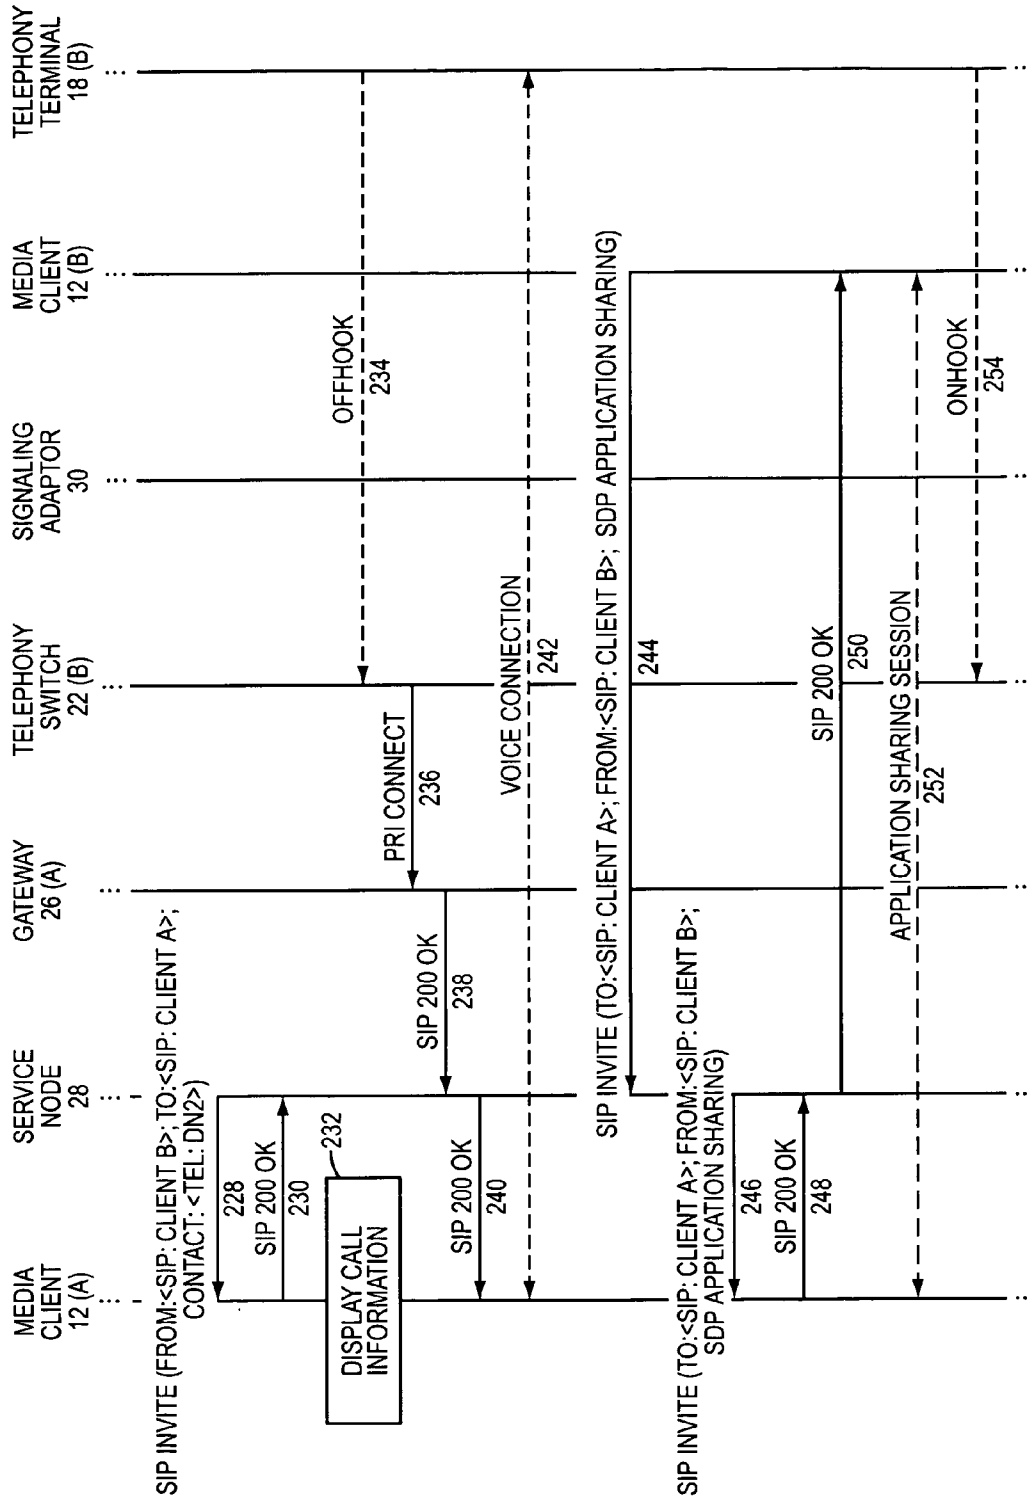 MEDIA
CLIENT
12 (A)
SERVICE
NODE
28
GATEWAY
26 (A)
TELEPHONY
SWITCH
22 (B)
SIGNALING
ADAPTOR
30
MEDIA
CLIENT
12 (B)
TELEPHONY
TERMINAL
18 (B)
SIP INVITE (FROM:<SIP: CLIENT B>; TO:<SIP: CLIENT A>;
CONTACT: <TEL: DN2>)
228
SIP 200 OK
230
232
DISPLAY CALL
INFORMATION
OFFHOOK
234
PRI CONNECT
236
SIP 200 OK
238
SIP 200 OK
240
VOICE CONNECTION
242
SIP INVITE (TO:<SIP: CLIENT A>; FROM:<SIP: CLIENT B>; SDP APPLICATION SHARING)
244
SIP INVITE (TO:<SIP: CLIENT A>; FROM:<SIP: CLIENT B>;
SDP APPLICATION SHARING)
246
SIP 200 OK
248
SIP 200 OK
250
APPLICATION SHARING SESSION
252
ONHOOK
254